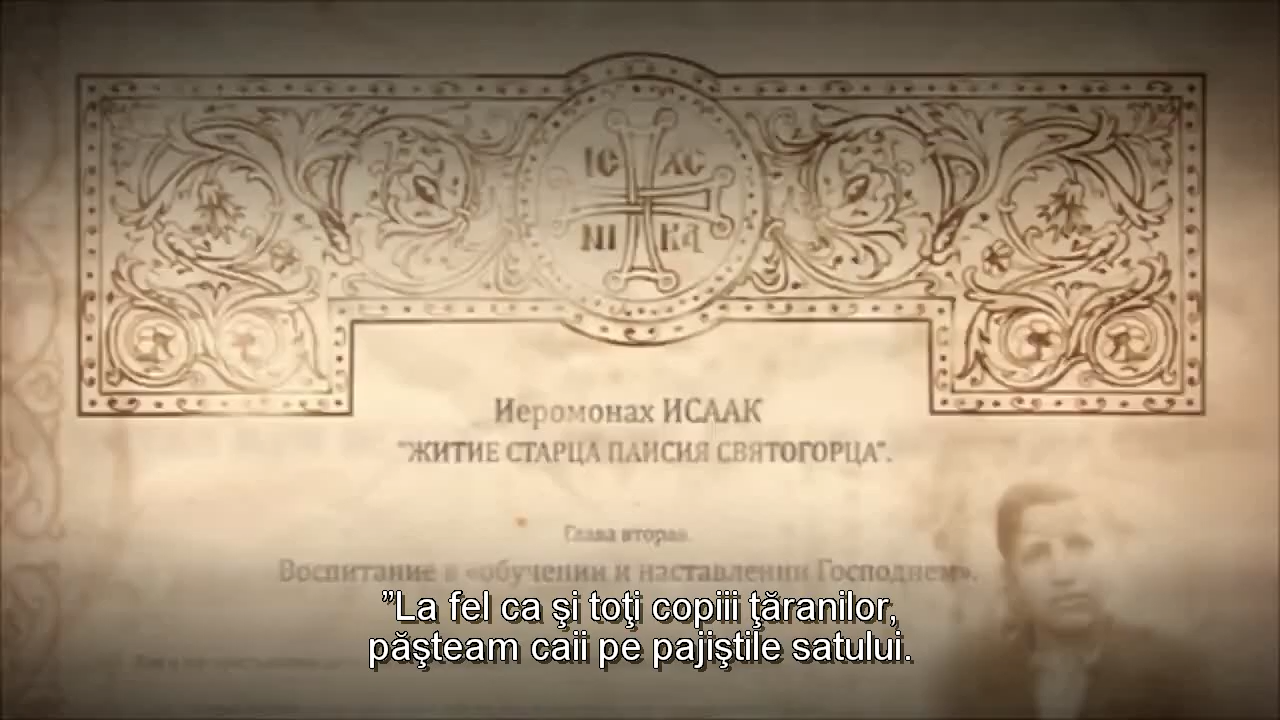 IC XC
NI KA
Иеромонах ИСААК
"ЖИТИЕ СТАРЦА ПАИСИЯ СВЯТОГОРЦА".
Глава вторая.
Воспитание в «обучении и наставлении Господнем».
”La fel ca şi toţi copiii ţăranilor,
păşteam caii pe pajiştile satului.